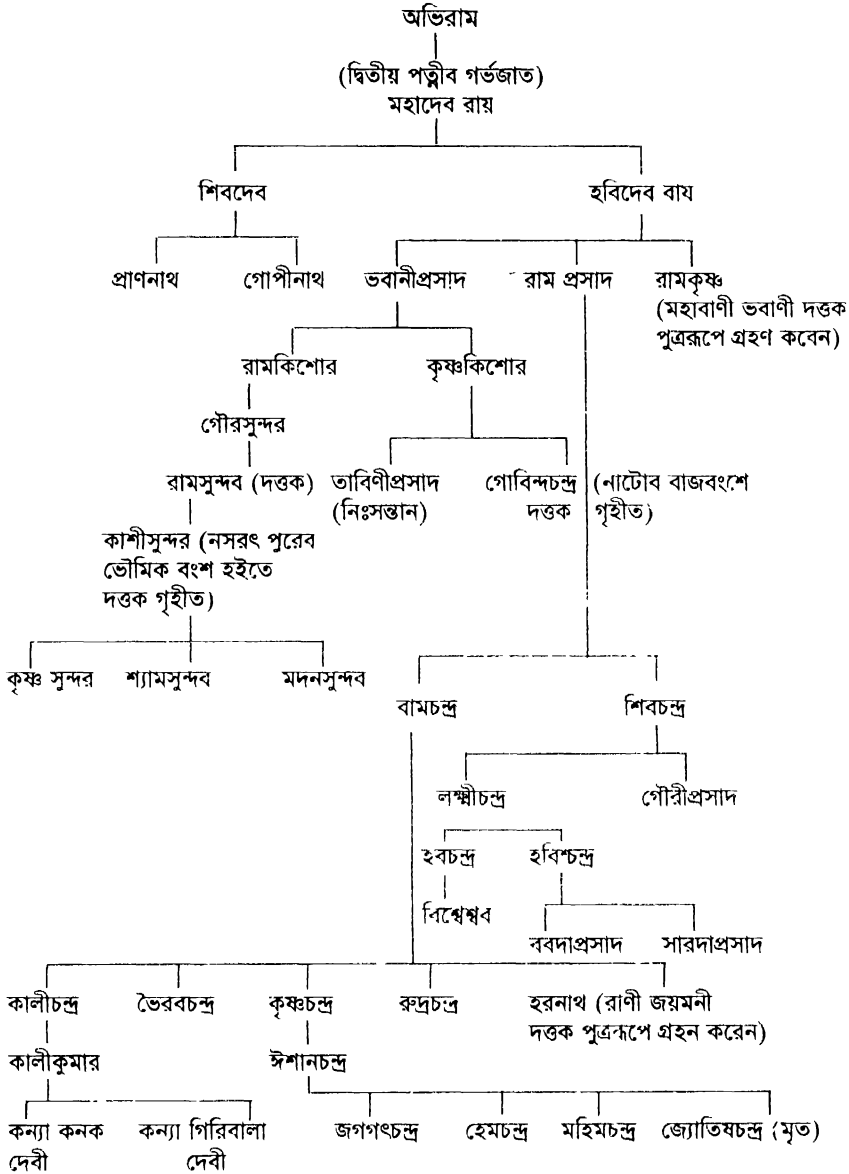 অভিরাম
(দ্বিতীয় পত্নীব গর্ভজাত)
মহাদেব রায়
শিবদেব হবিদেব বায
প্রাণনাথ গোপীনাথ ভবানীপ্রসাদ রাম প্রসাদ রামকৃষ্ণ
(মহাবাণী ভবাণী দত্তক
পুত্ররূপে গ্রহণ কবেন)
রামকিশোর কৃষ্ণকিশোর
গৌরসুন্দর
রামসুন্দব (দত্তক) তাবিণীপ্রসাদ গোবিন্দচন্দ্র (নাটোব বাজবংশে
(নিঃসন্তান) দত্তক গৃহীত)
কাশীসুন্দর (নসরৎ পুরেব
ভৌমিক বংশ হইতে
দত্তক গৃহীত)
কৃষ্ণ সুন্দর শ্যামসুন্দব মদনসুন্দব
বামচন্দ্র শিবচন্দ্র
লক্ষ্মীচন্দ্র গৌরীপ্রসাদ
হবচন্দ্র হবিশ্চন্দ্র
বিশ্বেশ্বব
ববদাপ্রসাদ সারদাপ্রসাদ
কালীচন্দ্র ভৈরবচন্দ্র কৃষ্ণচন্দ্র রুদ্রচন্দ্র হরনাথ (রাণী জয়মনী
দত্তক পুত্ররূপে গ্রহন করেন)
কালীকুমার ঈশানচন্দ্র
কন্যা কনক কন্যা গিরিবালা জগগৎচন্দ্র হেমচন্দ্র মহিমচন্দ্র জ্যোতিষচন্দ্র (মৃত)
দেবী দেবী